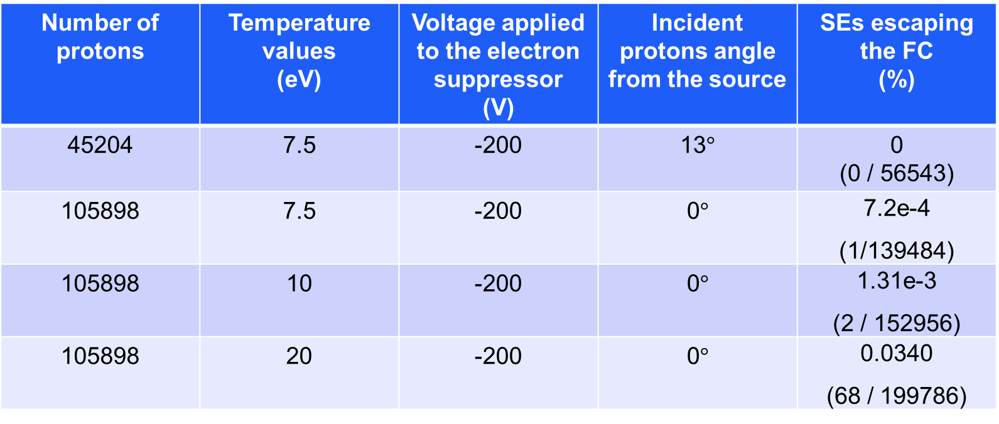 Number of
protons
Temperature
values
(eV)
Voltage applied
to the electron
suppressor
(V)
Incident
protons angle
from the source
SEs escaping
the FC
(%)
45204
7.5
-200
13°
0
(0 / 56543)
105898
7.5
-200
0°
7.2e-4
(1/139484)
105898
10
-200
0°
1.31e-3
(2 / 152956)
105898
20
-200
0°
0.0340
(68 / 199786)